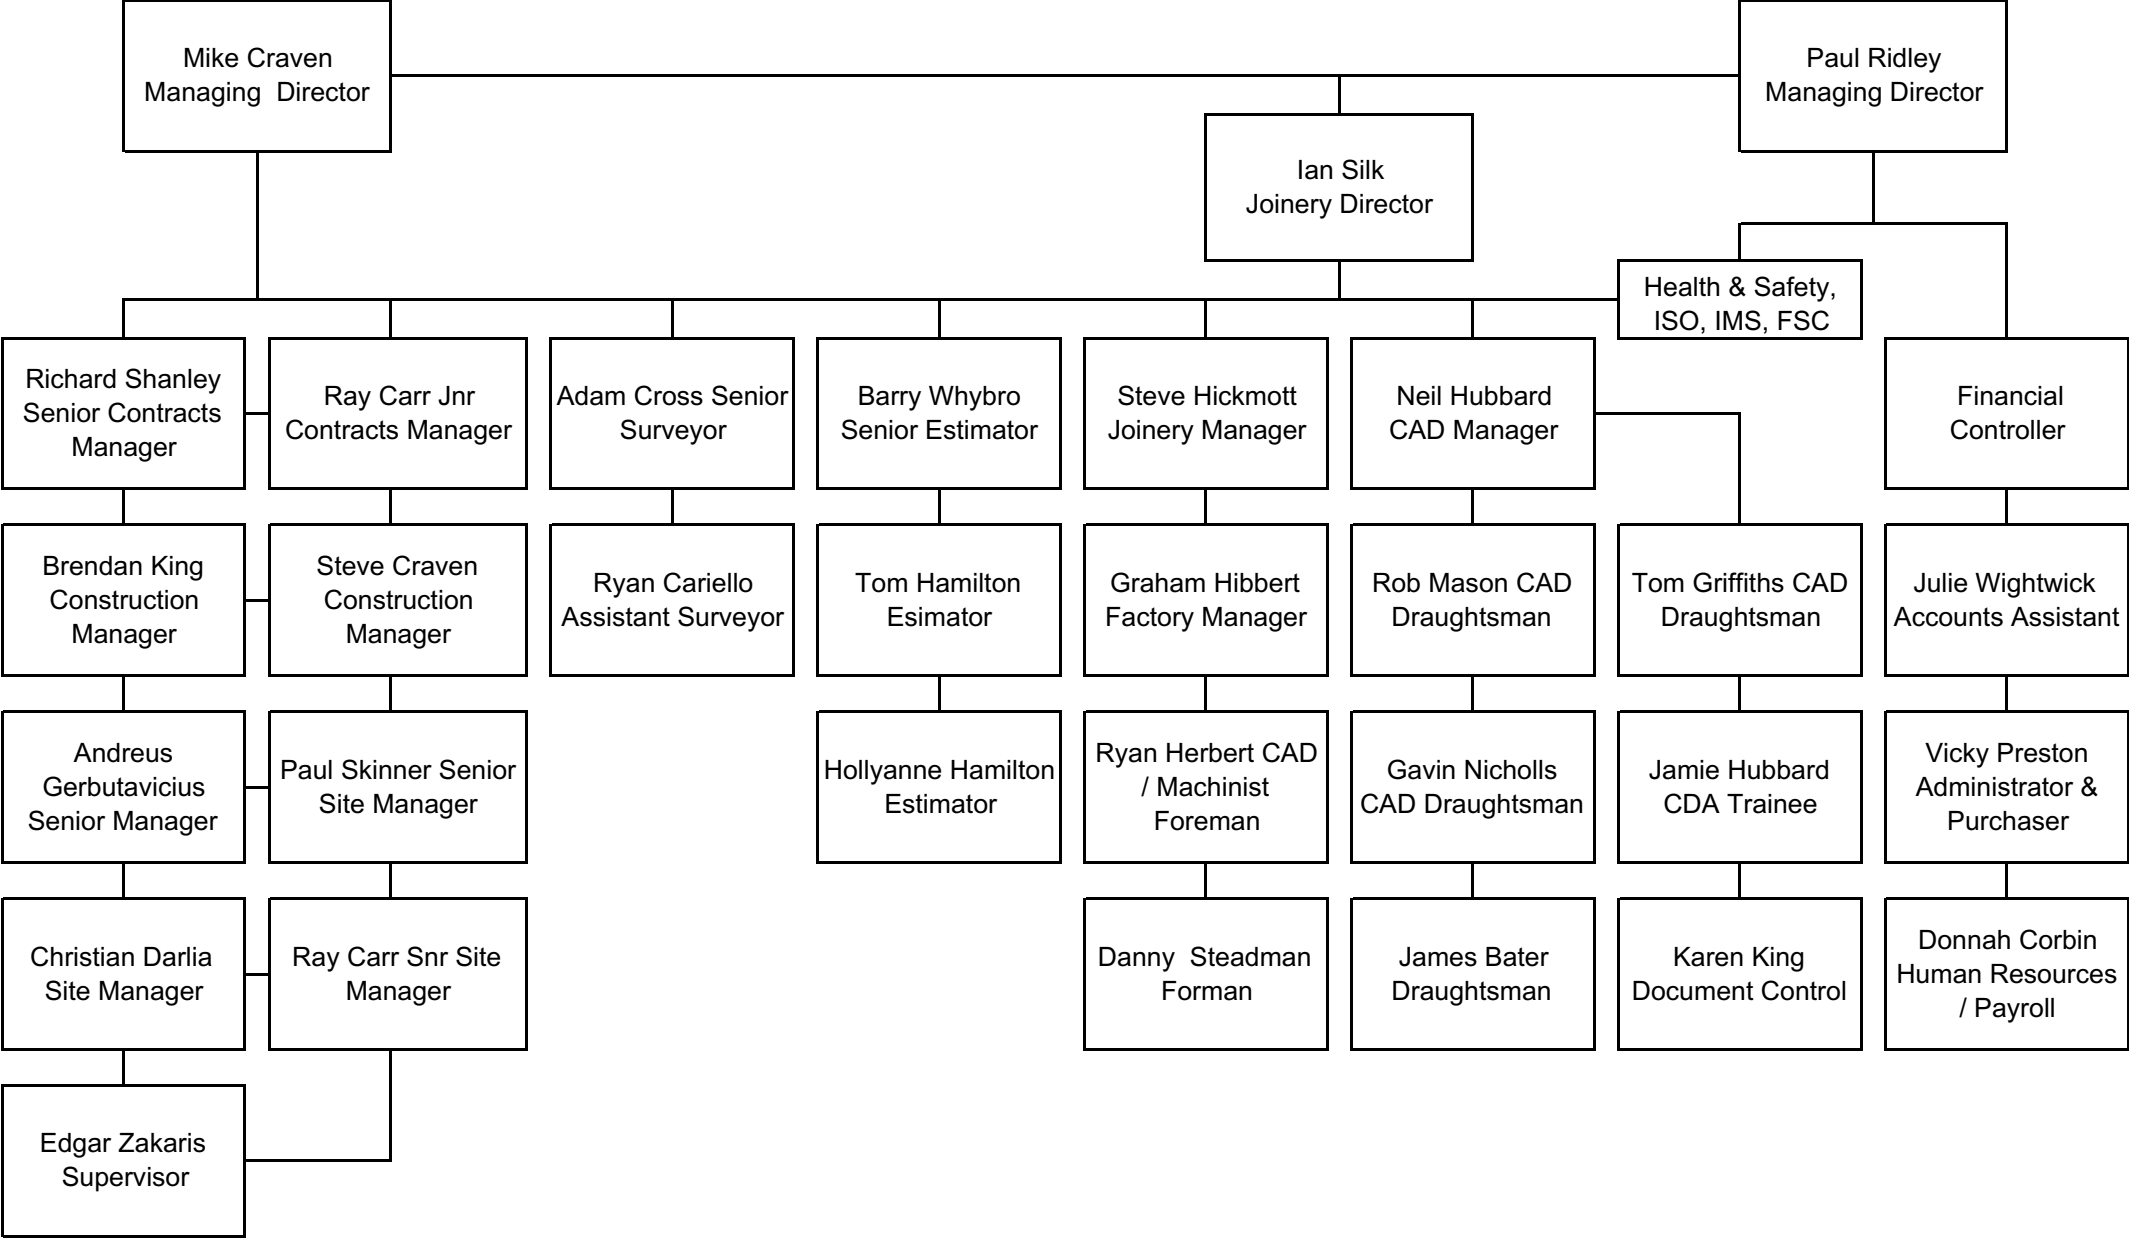 Mike Craven
Managing  Director
Paul Ridley
Managing Director
Ian Silk
Joinery Director
Health & Safety,
ISO, IMS, FSC
Richard Shanley
Senior Contracts
Manager
Ray Carr Jnr
Contracts Manager
Adam Cross Senior
Surveyor
Barry Whybro
Senior Estimator
Steve Hickmott
Joinery Manager
Neil Hubbard
CAD Manager
Financial
Controller
Brendan King
Construction
Manager
Steve Craven
Construction
Manager
Ryan Cariello
Assistant Surveyor
Tom Hamilton
Esimator
Graham Hibbert
Factory Manager
Rob Mason CAD
Draughtsman
Tom Griffiths CAD
Draughtsman
Julie Wightwick
Accounts Assistant
Andreus
Gerbutavicius
Senior Manager
Paul Skinner Senior
Site Manager
Hollyanne Hamilton
Estimator
Ryan Herbert CAD
/ Machinist
Foreman
Gavin Nicholls
CAD Draughtsman
Jamie Hubbard
CDA Trainee
Vicky Preston
Administrator &
Purchaser
Christian Darlia
Site Manager
Ray Carr Snr Site
Manager
Danny  Steadman
Forman
James Bater
Draughtsman
Karen King
Document Control
Donnah Corbin
Human Resources
/ Payroll
Edgar Zakaris
Supervisor